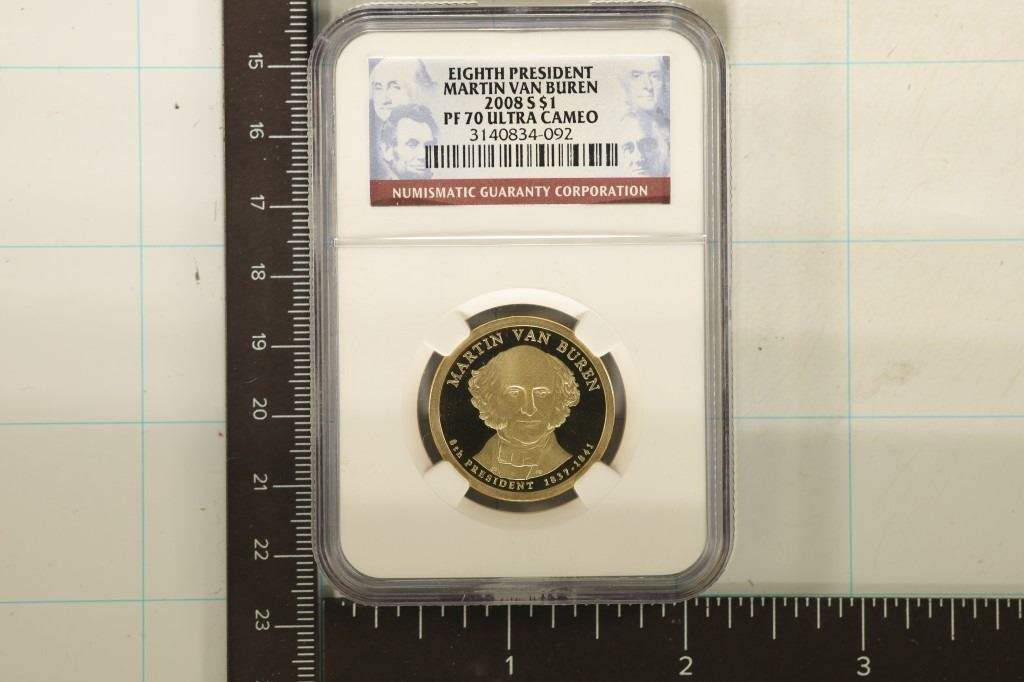 EIGHTH PRESIDENT
MARTIN VAN BUREN
2008 S $1
PF 70 ULTRA CAMEO
3140834-092
NUMISMATIC GUARANTY CORPORATION
MARTIN VAN BUREN
8th PRESIDENT 1837-1841
15
16
17
18
19
20
21
22
23
1 2 3